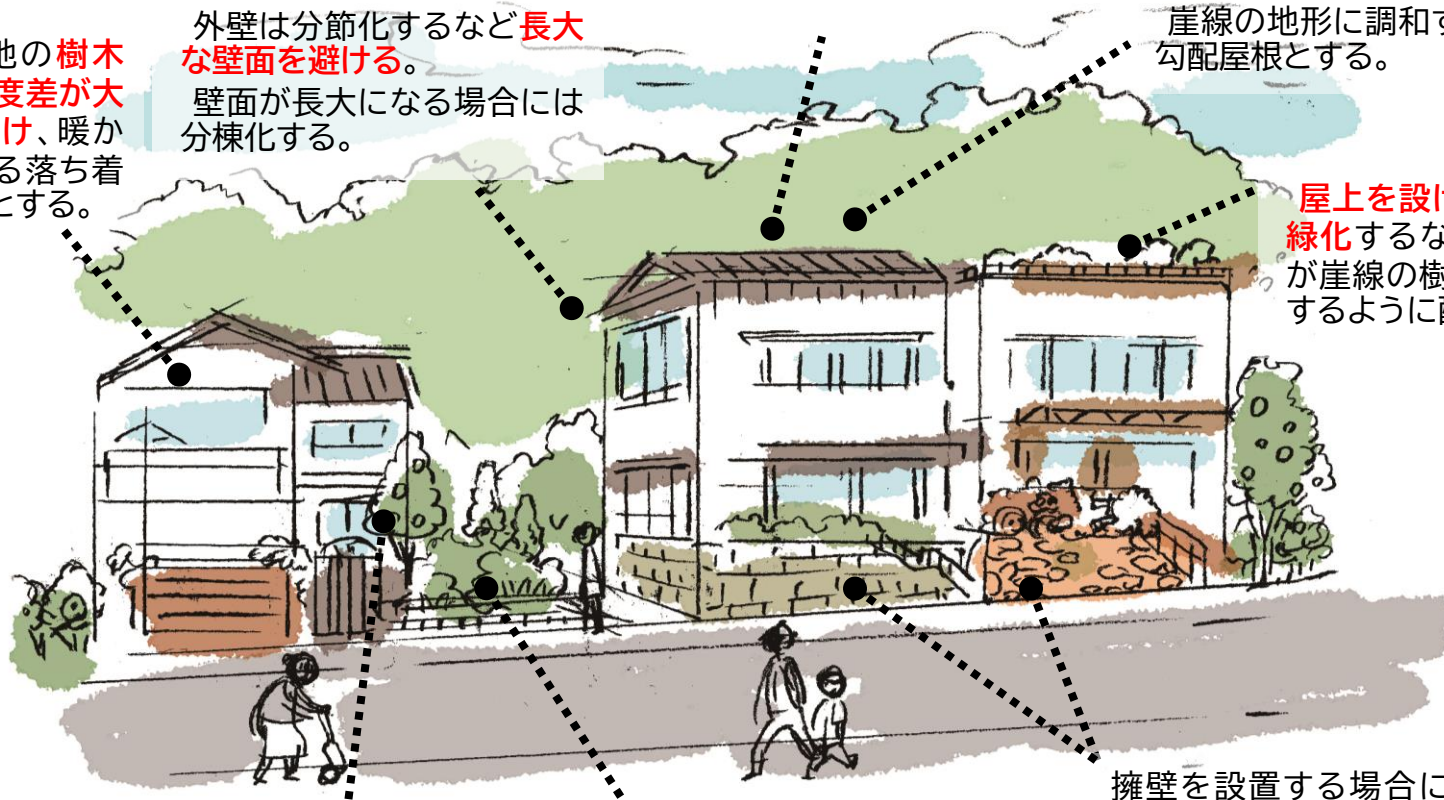 外壁は分節化するなど長大
な壁面を避ける。
壁面が長大になる場合には
分棟化する。
地の樹木
度差が大
け、暖か
る落ち着
とする。
崖線の地形に調和す
勾配屋根とする。
屋上を設け
緑化するな
が崖線の樹
するように
擁壁を設置する場合に